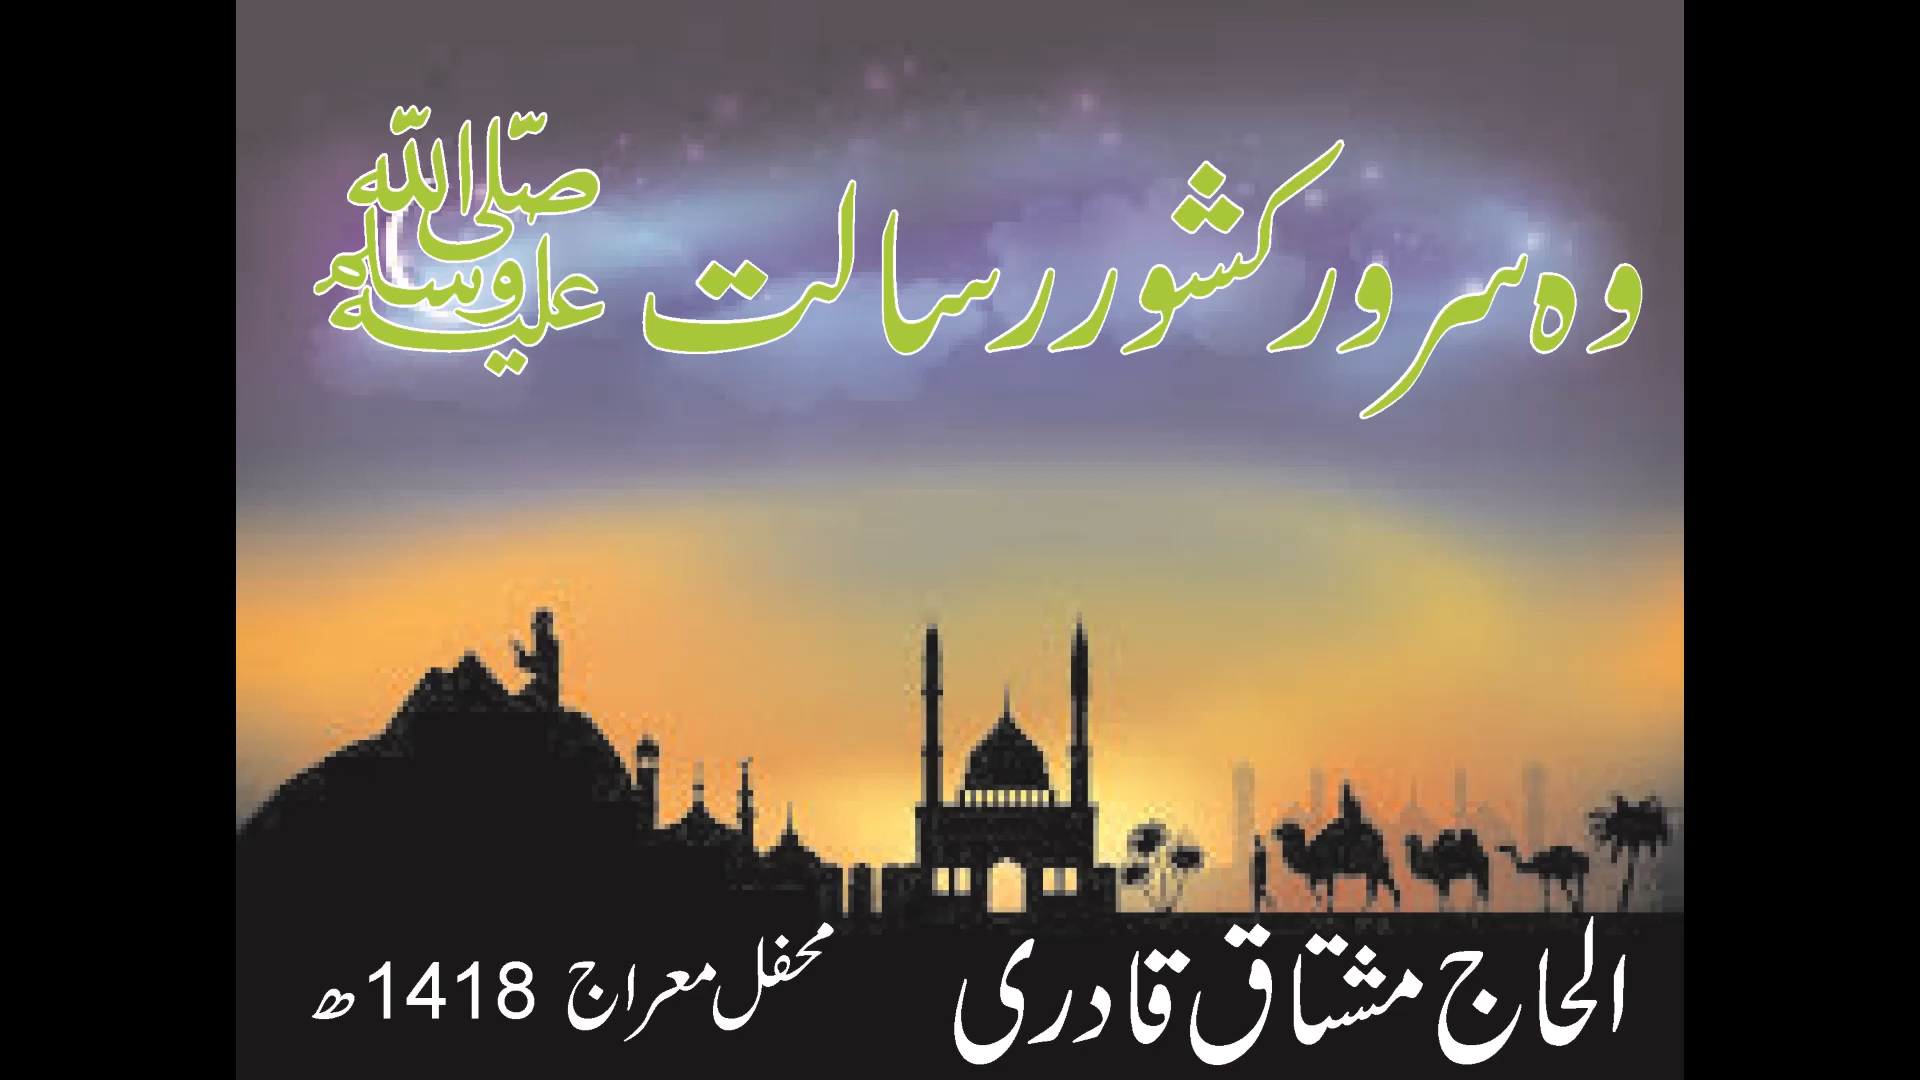 وہ سرور کشور رسالت صلی اللہ علیہ وسلم
الحاج مشتاق قادری محفل معراج 1418ھ